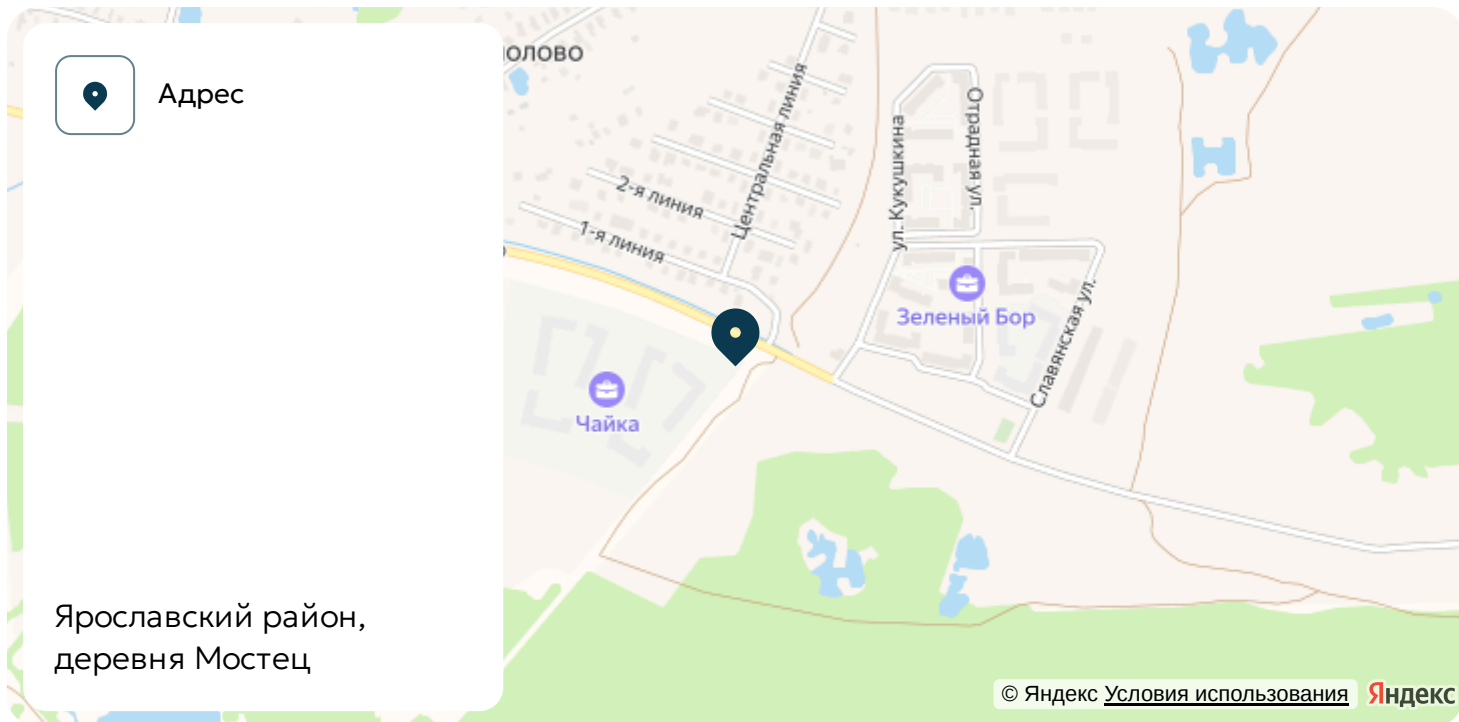 Адрес
Ярославский район,
деревня Мостец
олово
Центральная линия
2-я линия
1-я линия
ул. Кукушкина
Отрадная ул.
Зеленый Бор
Славянская ул.
Чайка
© Яндекс Условия использования Яндекс